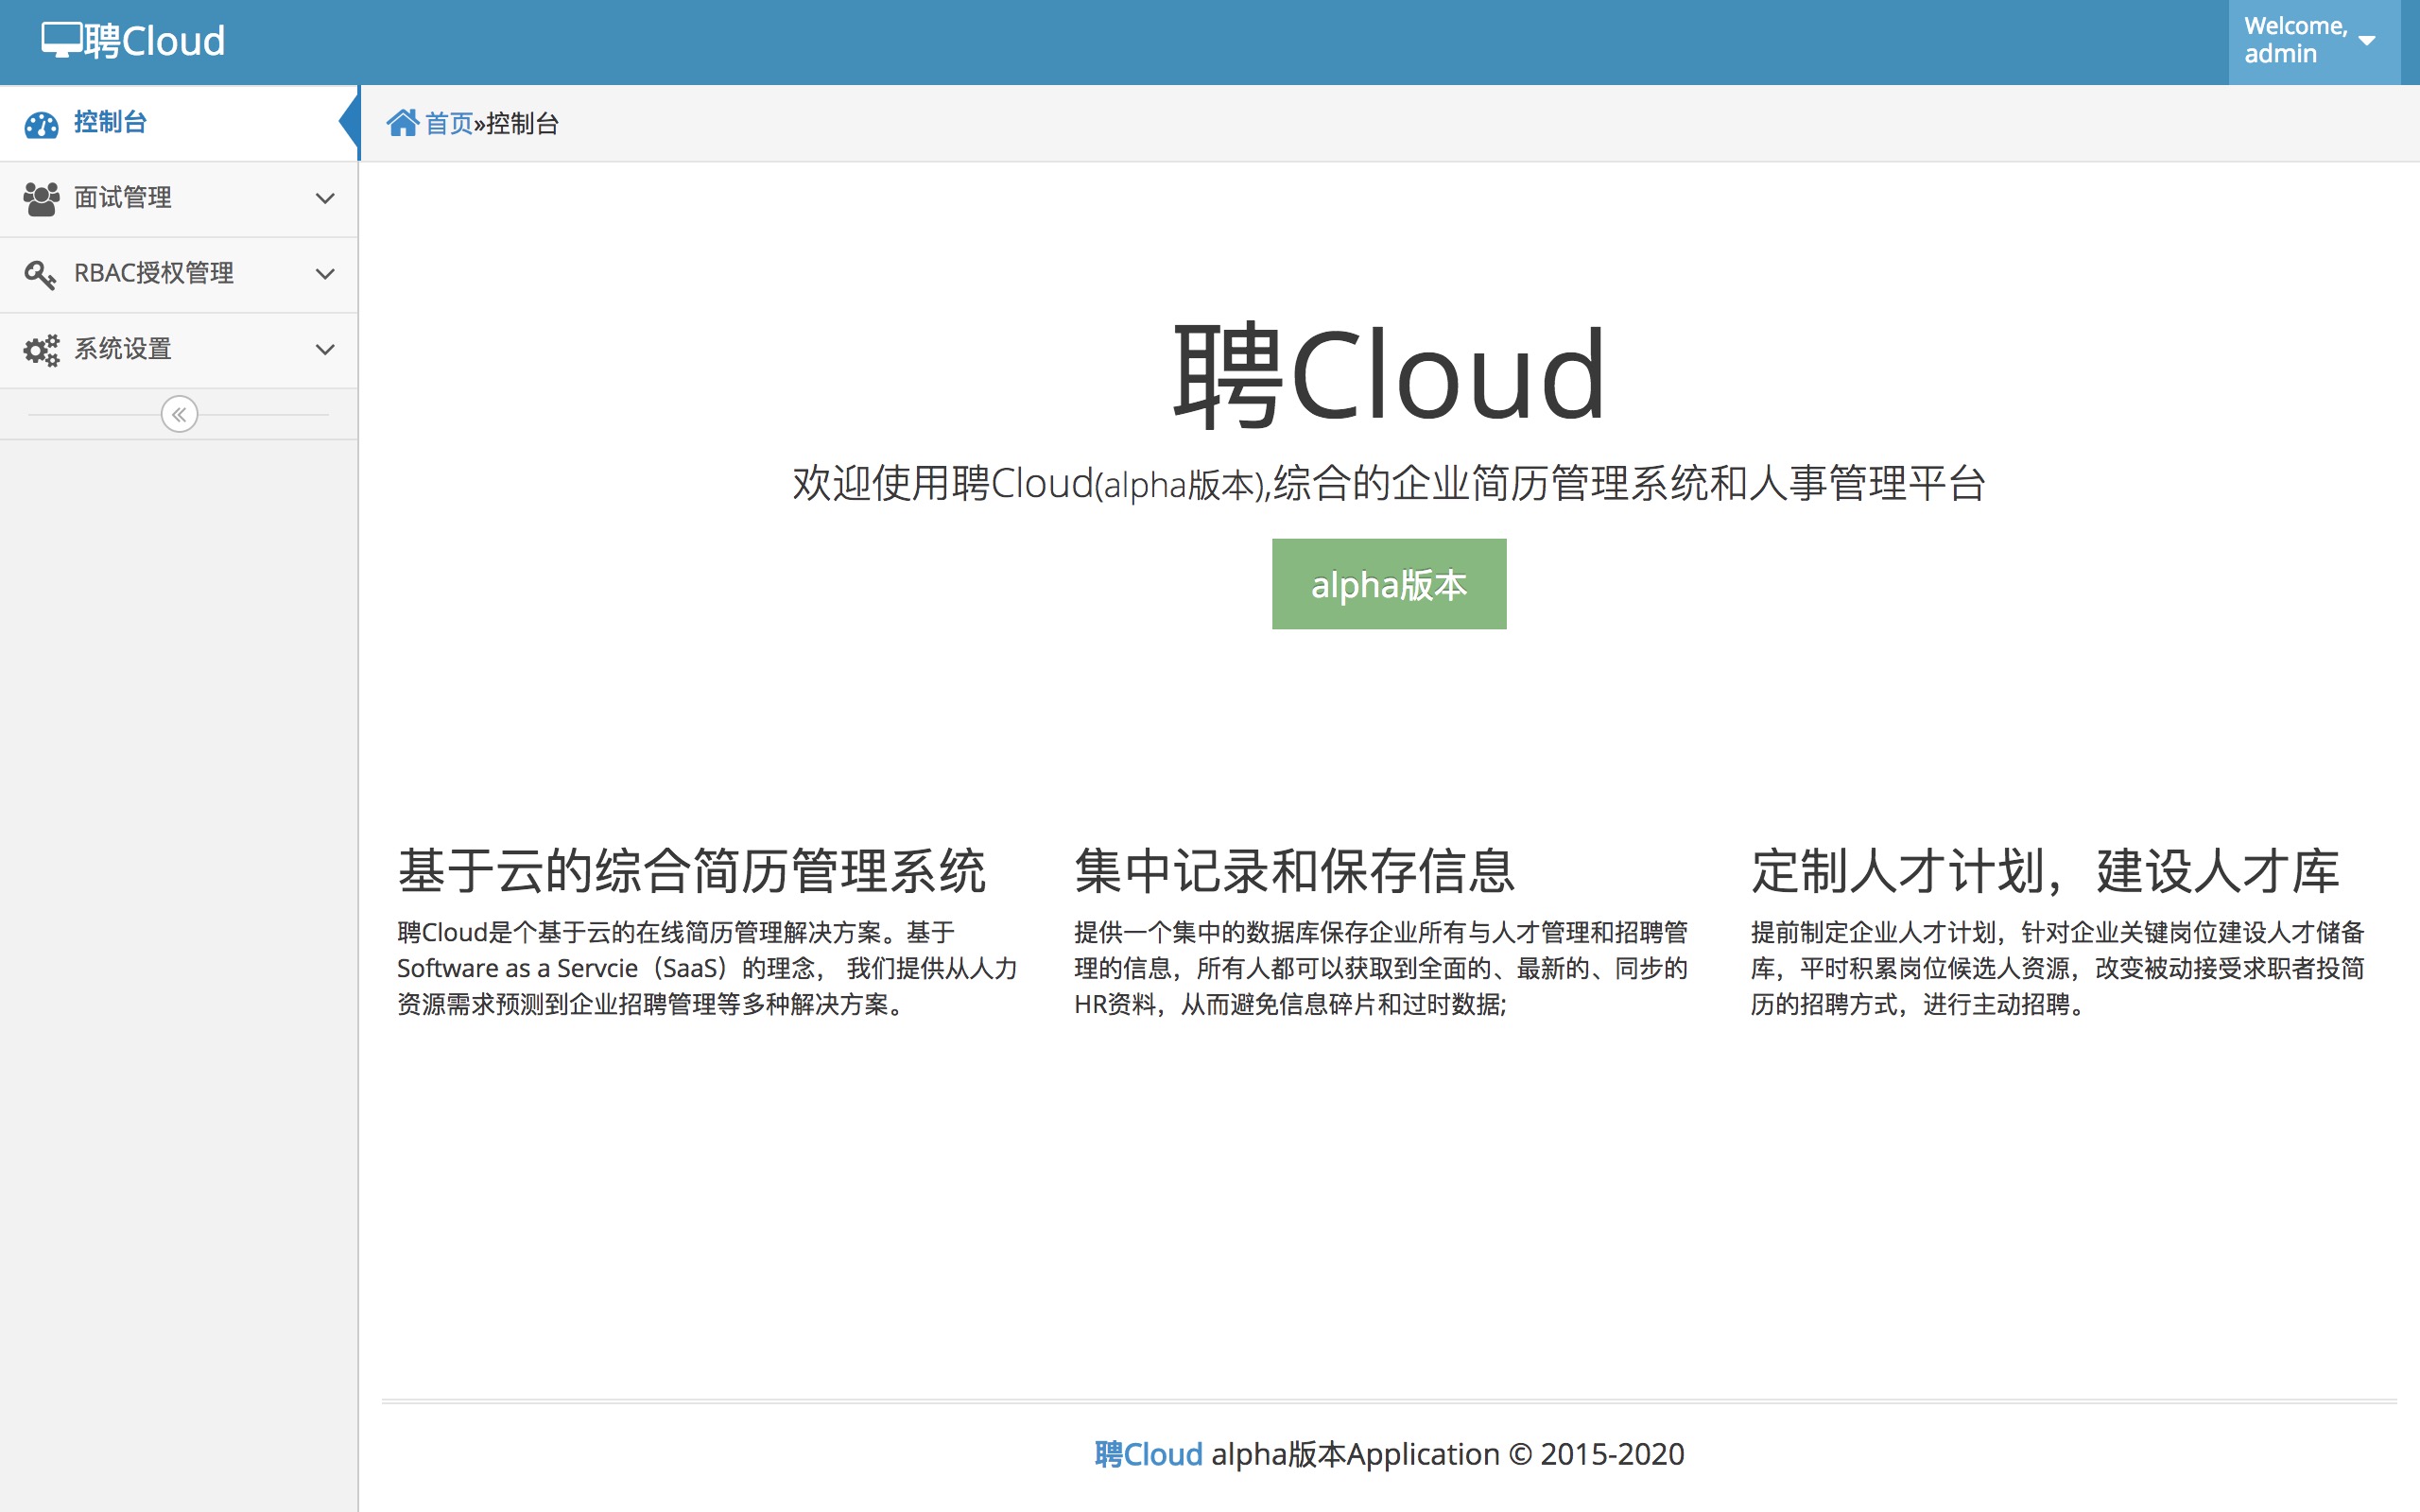 聘Cloud
Welcome,
admin
控制台
首页»控制台
面试管理
RBAC授权管理
系统设置
聘Cloud
欢迎使用聘Cloud(alpha版本),综合的企业简历管理系统和人事管理平台
alpha版本
基于云的综合简历管理系统
聘Cloud是个基于云的在线简历管理解决方案。基于
Software as a Servcie（SaaS）的理念， 我们提供从人力
资源需求预测到企业招聘管理等多种解决方案。
集中记录和保存信息
提供一个集中的数据库保存企业所有与人才管理和招聘管
理的信息，所有人都可以获取到全面的、最新的、同步的
HR资料，从而避免信息碎片和过时数据;
定制人才计划，建设人才库
提前制定企业人才计划，针对企业关键岗位建设人才储备
库，平时积累岗位候选人资源，改变被动接受求职者投简
历的招聘方式，进行主动招聘。
聘Cloud alpha版本Application © 2015-2020